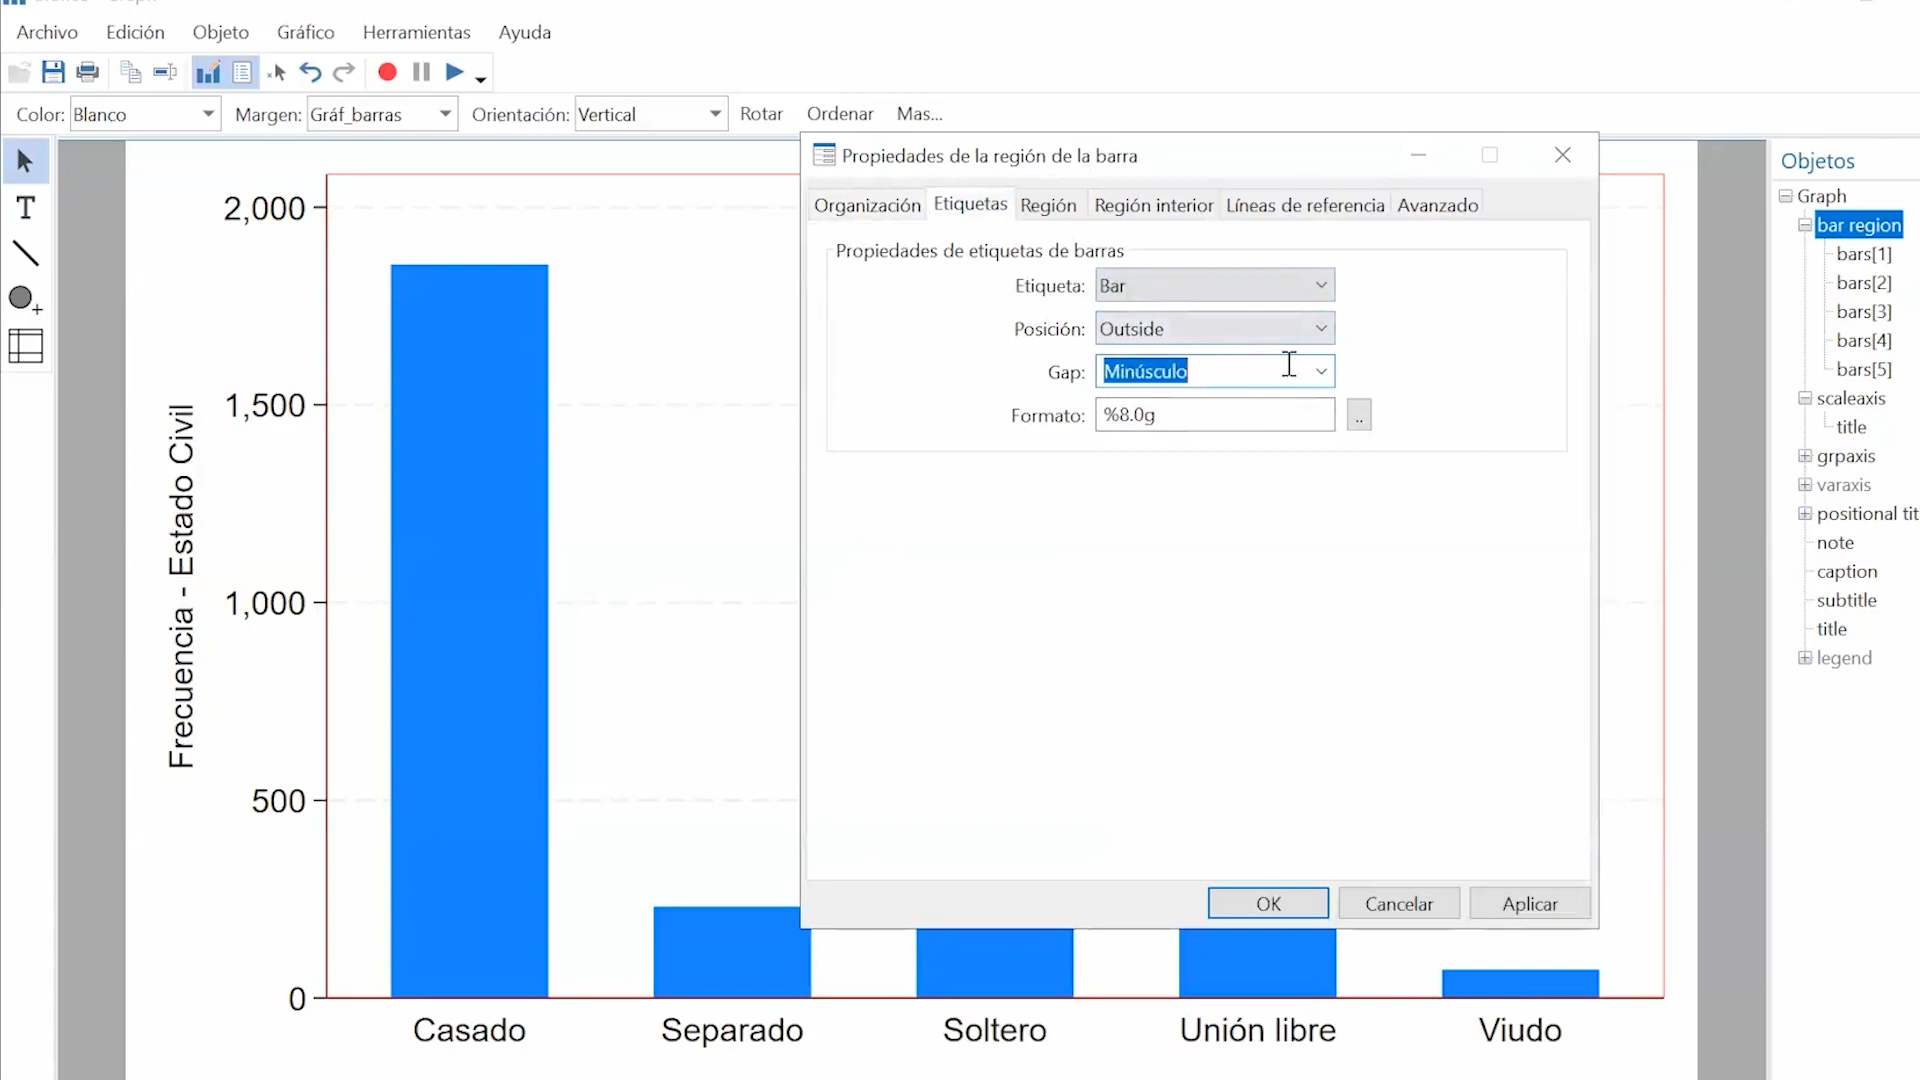 Archivo Edición Objeto Gráfico Herramientas Ayuda
Color: Blanco Margen: Gráf_barras Orientación: Vertical Rotar Ordenar Mas...
T
Propiedades de la región de la barra
Organización Etiquetas Región Región interior Líneas de referencia Avanzado
Propiedades de etiquetas de barras
Etiqueta: Bar
Posición: Outside
Gap: Minúsculo
Formato: %8.0g ..
OK Cancelar Aplicar
Frecuencia - Estado Civil
2,000
1,500
1,000
500
0
Casado Separado Soltero Unión libre Viudo
Objetos
Graph
bar region
bars[1]
bars[2]
bars[3]
bars[4]
bars[5]
scaleaxis
title
grpaxis
varaxis
positional tit
note
caption
subtitle
title
legend